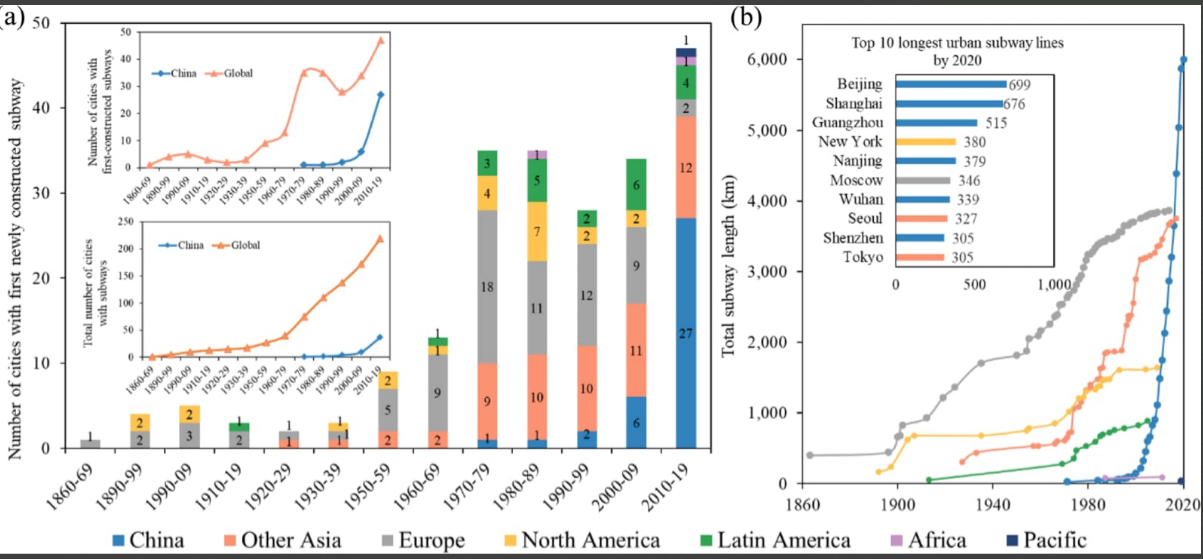 (a)
Number of cities with first newly constructed subway
50
40
30
20
10
0
Number of cities with
first-constructed subways
50
40
30
20
10
0
China Global
1860-69 1890-99 1990-09 1910-19 1920-29 1930-39 1950-59 1960-79 1970-79 1980-89 1990-99 2000-09 2010-19
Total number of cities
with subways
250
200
150
100
50
0
China Global
1860-69 1890-99 1990-09 1910-19 1920-29 1930-39 1950-59 1960-79 1970-79 1980-89 1990-99 2000-09 2010-19
1
2
2
2
3
1
2
1
1
1
1
1
2
5
2
1
1
9
2
3
4
18
9
1
1
5
7
11
10
1
2
2
12
10
2
6
2
9
11
6
1
1
4
2
12
27
1860-69 1890-99 1990-09 1910-19 1920-29 1930-39 1950-59 1960-69 1970-79 1980-89 1990-99 2000-09 2010-19
(b)
Total subway length (km)
6,000
5,000
4,000
3,000
2,000
1,000
0
1860 1900 1940 1980 2020
Top 10 longest urban subway lines
by 2020
Beijing 699
Shanghai 676
Guangzhou 515
New York 380
Nanjing 379
Moscow 346
Wuhan 339
Seoul 327
Shenzhen 305
Tokyo 305
0 500 1,000
China Other Asia Europe North America Latin America Africa Pacific